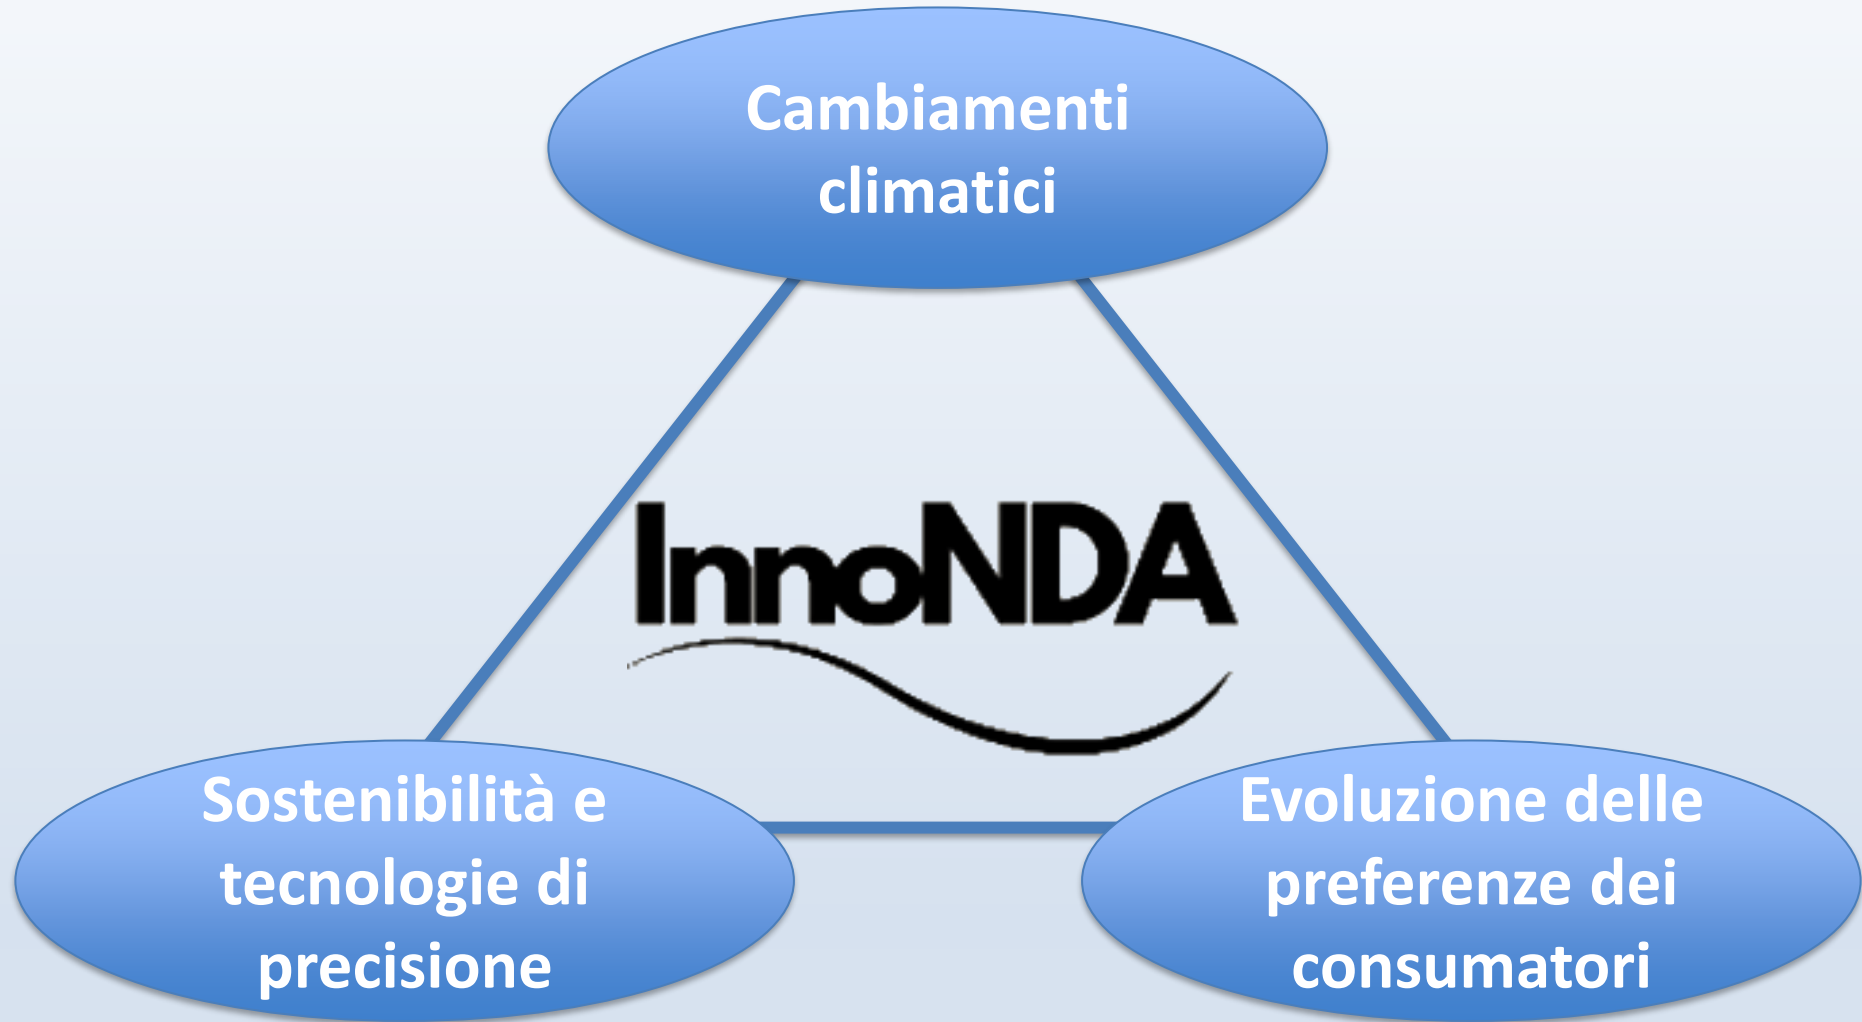 Cambiamenti
climatici
InnoNDA
Sostenibilità e
tecnologie di
precisione
Evoluzione delle
preferenze dei
consumatori